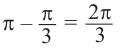 π − π/3 = 2π/3